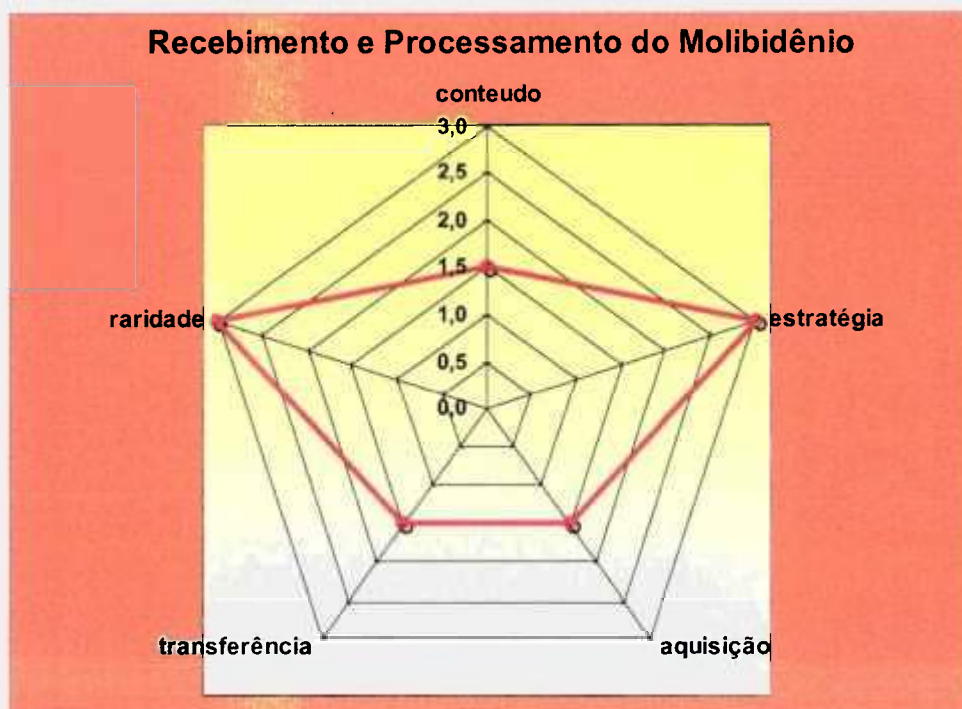 Recebimento e Processamento do Molibidênio
conteudo
3,0
2,5
2,0
1,5
1,0
0,5
0,0
raridade
estratégia
transferência
aquisição